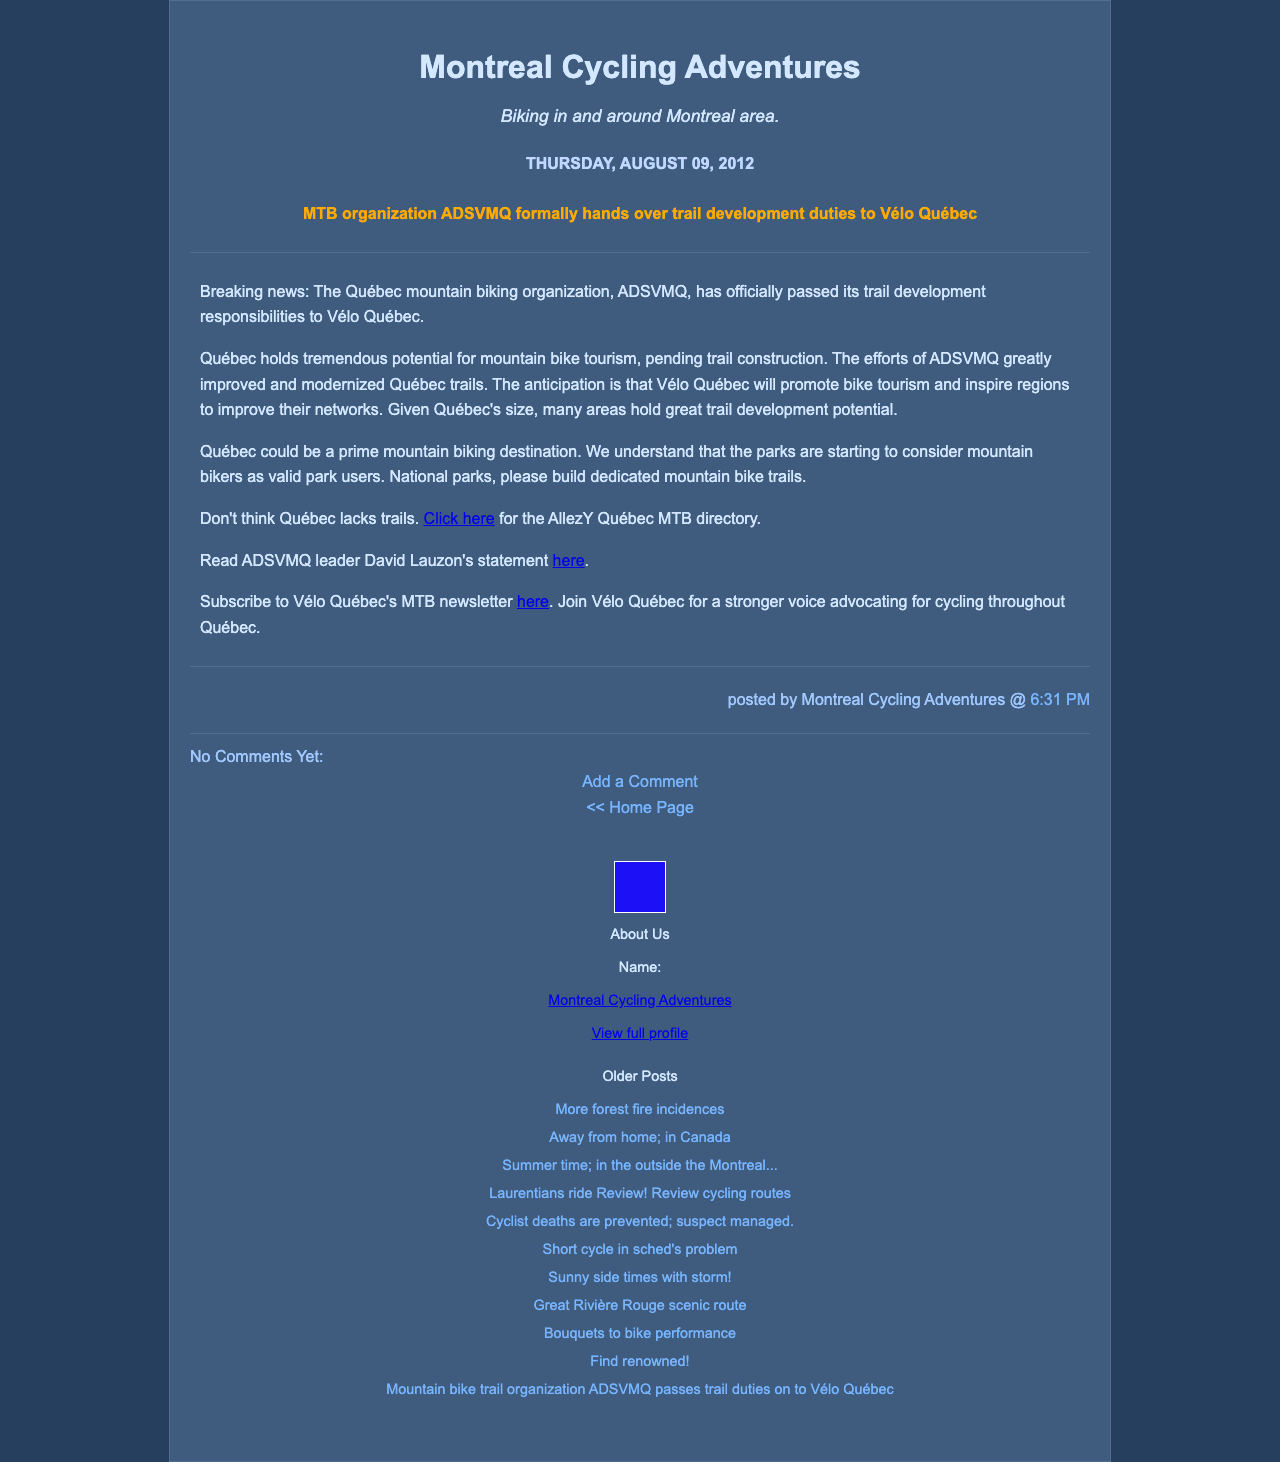 Montreal Cycling Adventures
Biking in and around Montreal area.
THURSDAY, AUGUST 09, 2012
MTB organization ADSVMQ formally hands over trail development duties to Vélo Québec
Breaking news: The Québec mountain biking organization, ADSVMQ, has officially passed its trail development
responsibilities to Vélo Québec.
Québec holds tremendous potential for mountain bike tourism, pending trail construction. The efforts of ADSVMQ greatly
improved and modernized Québec trails. The anticipation is that Vélo Québec will promote bike tourism and inspire regions
to improve their networks. Given Québec's size, many areas hold great trail development potential.
Québec could be a prime mountain biking destination. We understand that the parks are starting to consider mountain
bikers as valid park users. National parks, please build dedicated mountain bike trails.
Don't think Québec lacks trails. Click here for the AllezY Québec MTB directory.
Read ADSVMQ leader David Lauzon's statement here.
Subscribe to Vélo Québec's MTB newsletter here. Join Vélo Québec for a stronger voice advocating for cycling throughout
Québec.
posted by Montreal Cycling Adventures @ 6:31 PM
No Comments Yet:
Add a Comment
<< Home Page
About Us
Name:
Montreal Cycling Adventures
View full profile
Older Posts
More forest fire incidences
Away from home; in Canada
Summer time; in the outside the Montreal...
Laurentians ride Review! Review cycling routes
Cyclist deaths are prevented; suspect managed.
Short cycle in sched's problem
Sunny side times with storm!
Great Rivière Rouge scenic route
Bouquets to bike performance
Find renowned!
Mountain bike trail organization ADSVMQ passes trail duties on to Vélo Québec